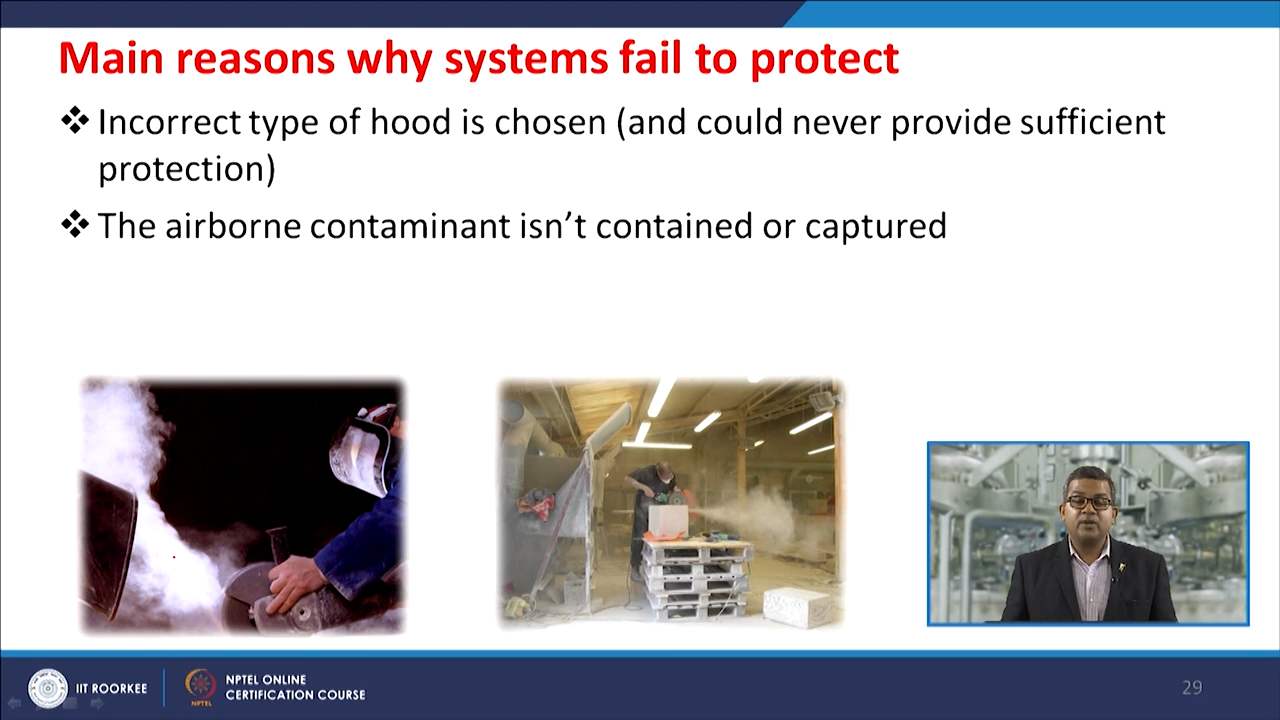 Main reasons why systems fail to protect
❖ Incorrect type of hood is chosen (and could never provide sufficient
protection)
❖ The airborne contaminant isn't contained or captured
IIT ROORKEE
NPTEL
NPTEL ONLINE
CERTIFICATION COURSE
29